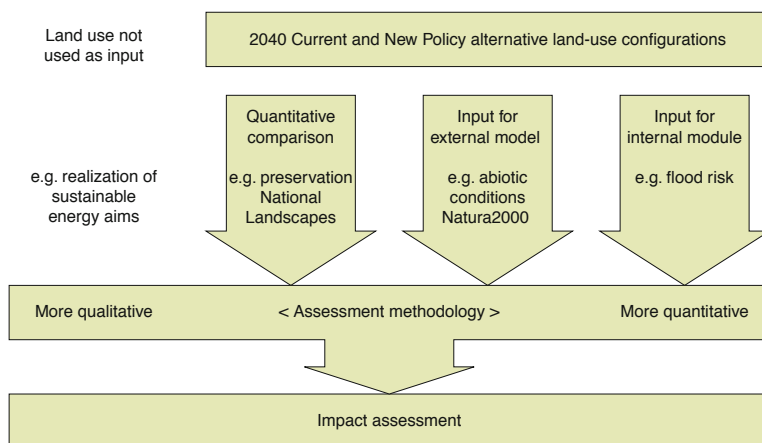 Land use not
used as input
2040 Current and New Policy alternative land-use configurations
Quantitative
comparison
e.g. preservation
National
Landscapes
Input for
external model
e.g. abiotic
conditions
Natura2000
Input for
internal module
e.g. flood risk
e.g. realization of
sustainable
energy aims
More qualitative
< Assessment methodology >
More quantitative
Impact assessment